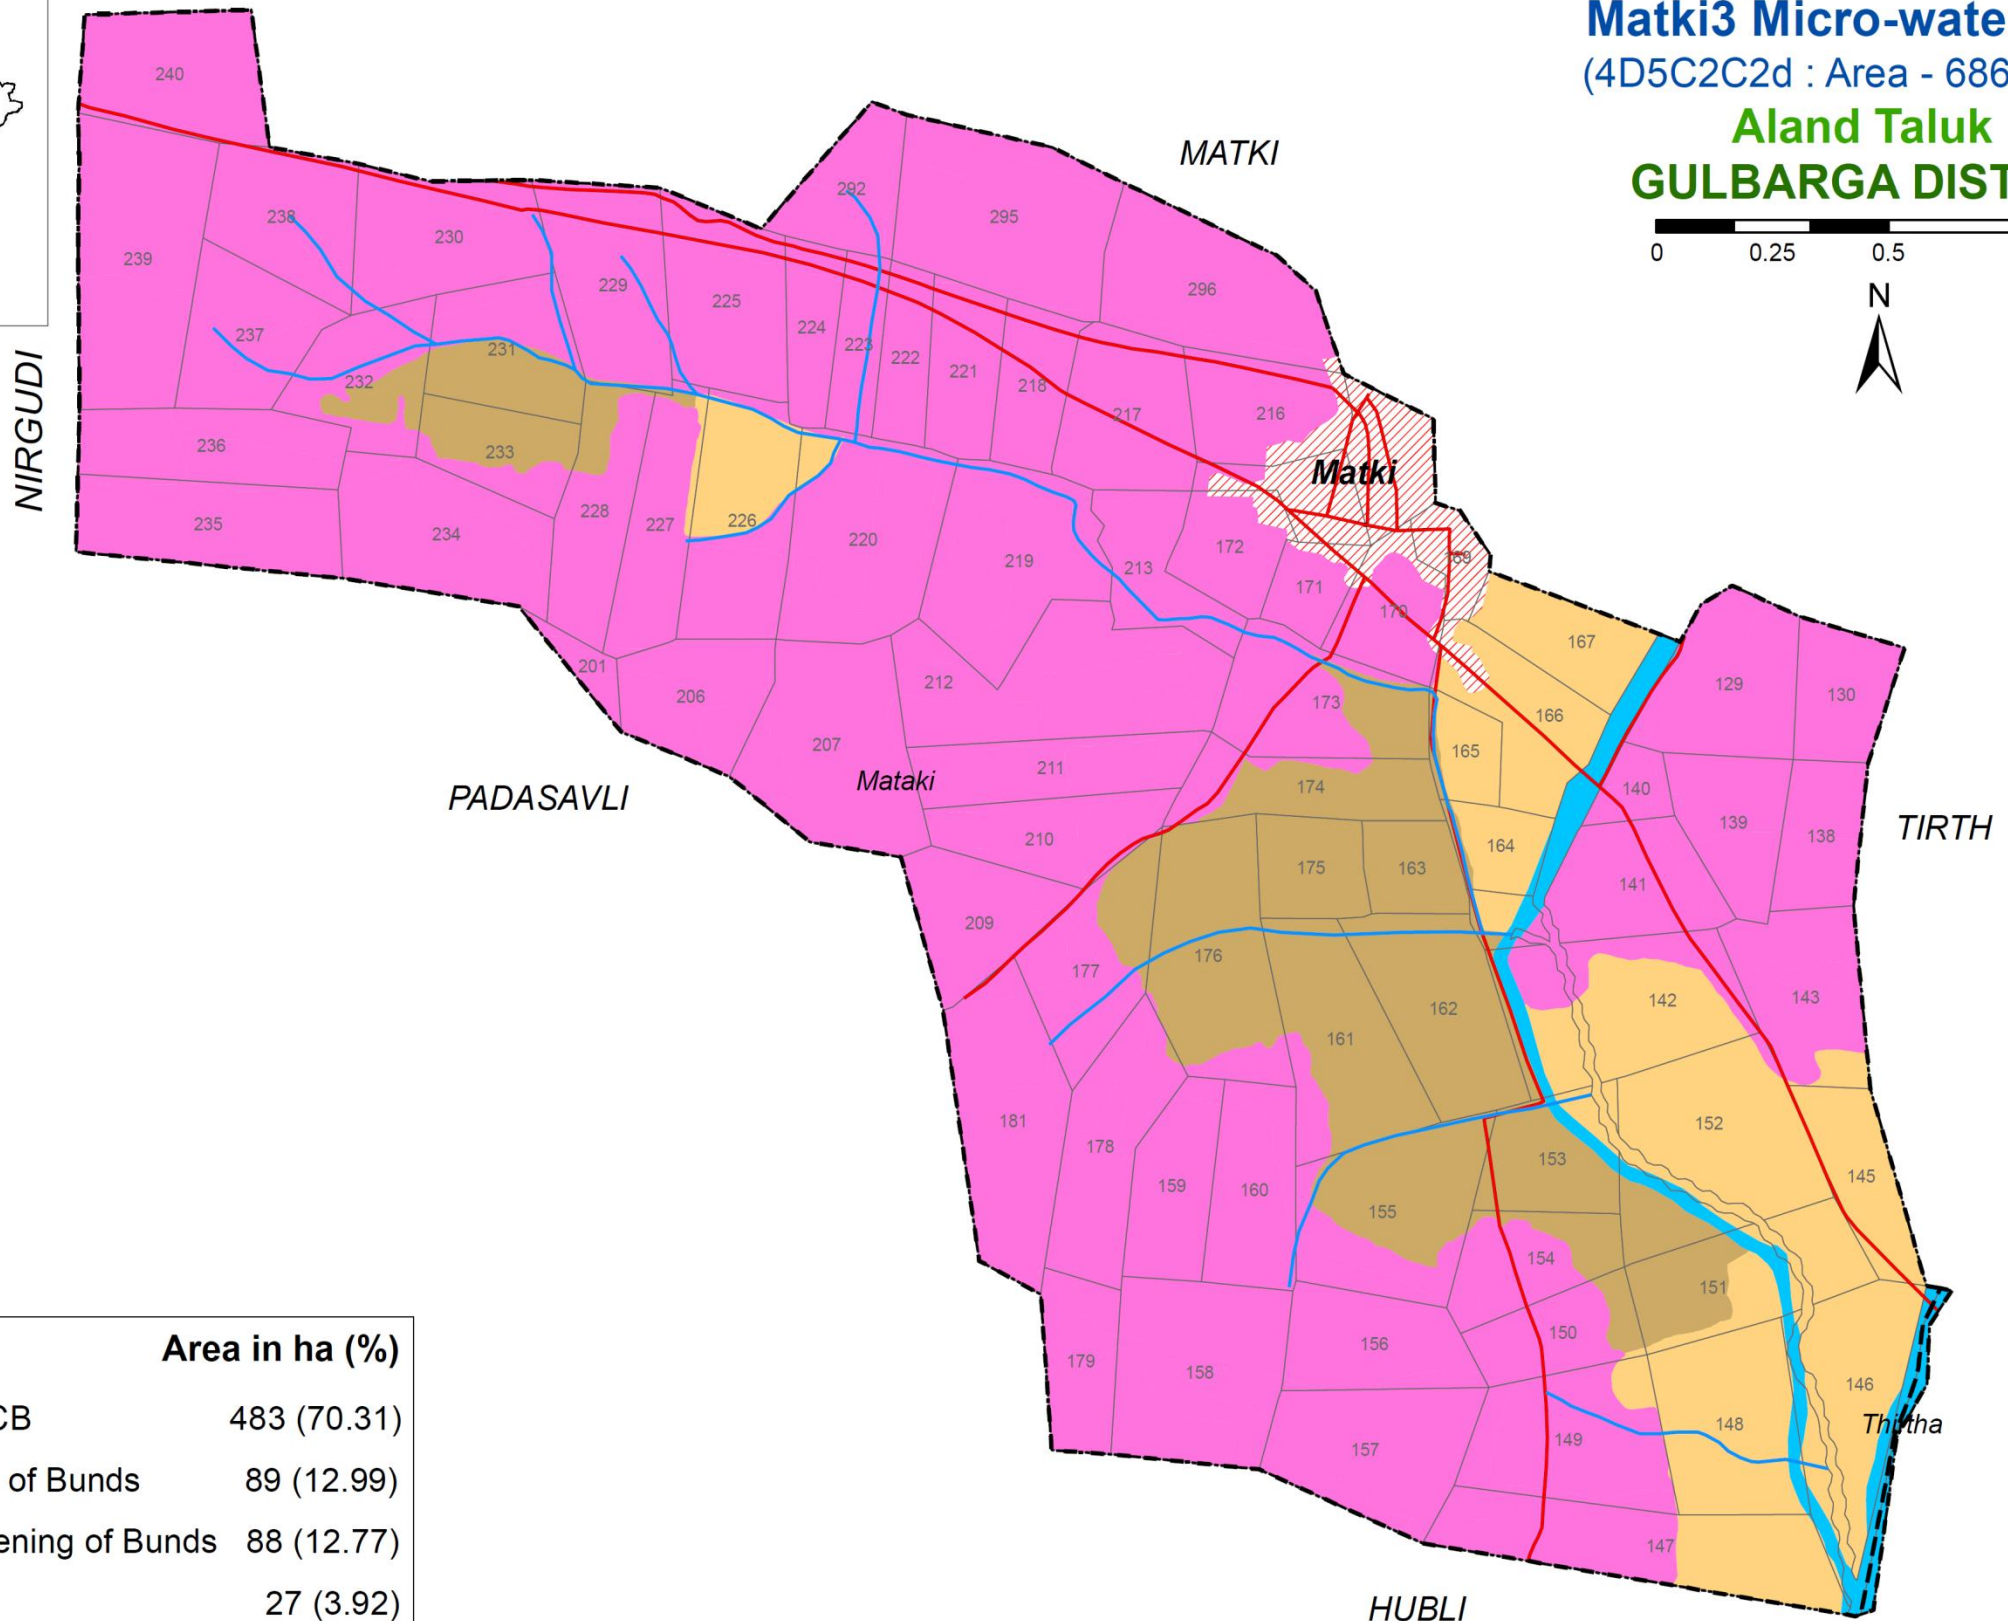 Matki3 Micro-wate
(4D5C2C2d : Area - 686
Aland Taluk
GULBARGA DIST
0 0.25 0.5
N
MATKI
NIRGUDI
PADASAVLI
TIRTH
HUBLI
Matki
Mataki
Thirtha
240
292
238 230 295
239 229 225 296
237 231 224 223 222 221 218
232 217 216
236 233
235 234 228 227 226 220 219 213 172 169
171 170 167
201 206 212 173 166 129 130
207 211 165
174 140 139 138
210 175 163 164 141
209 177 176 162 142 143
161
181 178 159 160 155 153 152 145
154 151
179 158 156 150 146
157 149 148
147
Area in ha (%)
CB 483 (70.31)
of Bunds 89 (12.99)
ening of Bunds 88 (12.77)
27 (3.92)